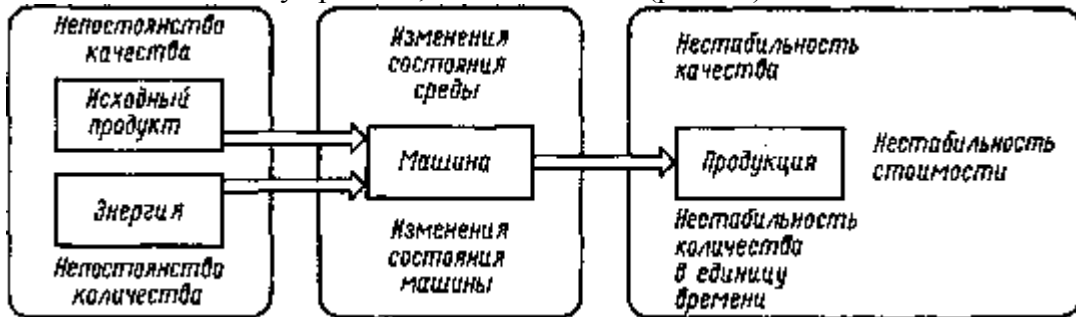 Непостоянство
качества
Исходный
продукт
Энергия
Непостоянство
количества
Изменения
состояния
среды
Машина
Изменения
состояния
машины
Нестабильность
качества
Продукция
Нестабильность
стоимости
Нестабильность
количества
в единицу
времени